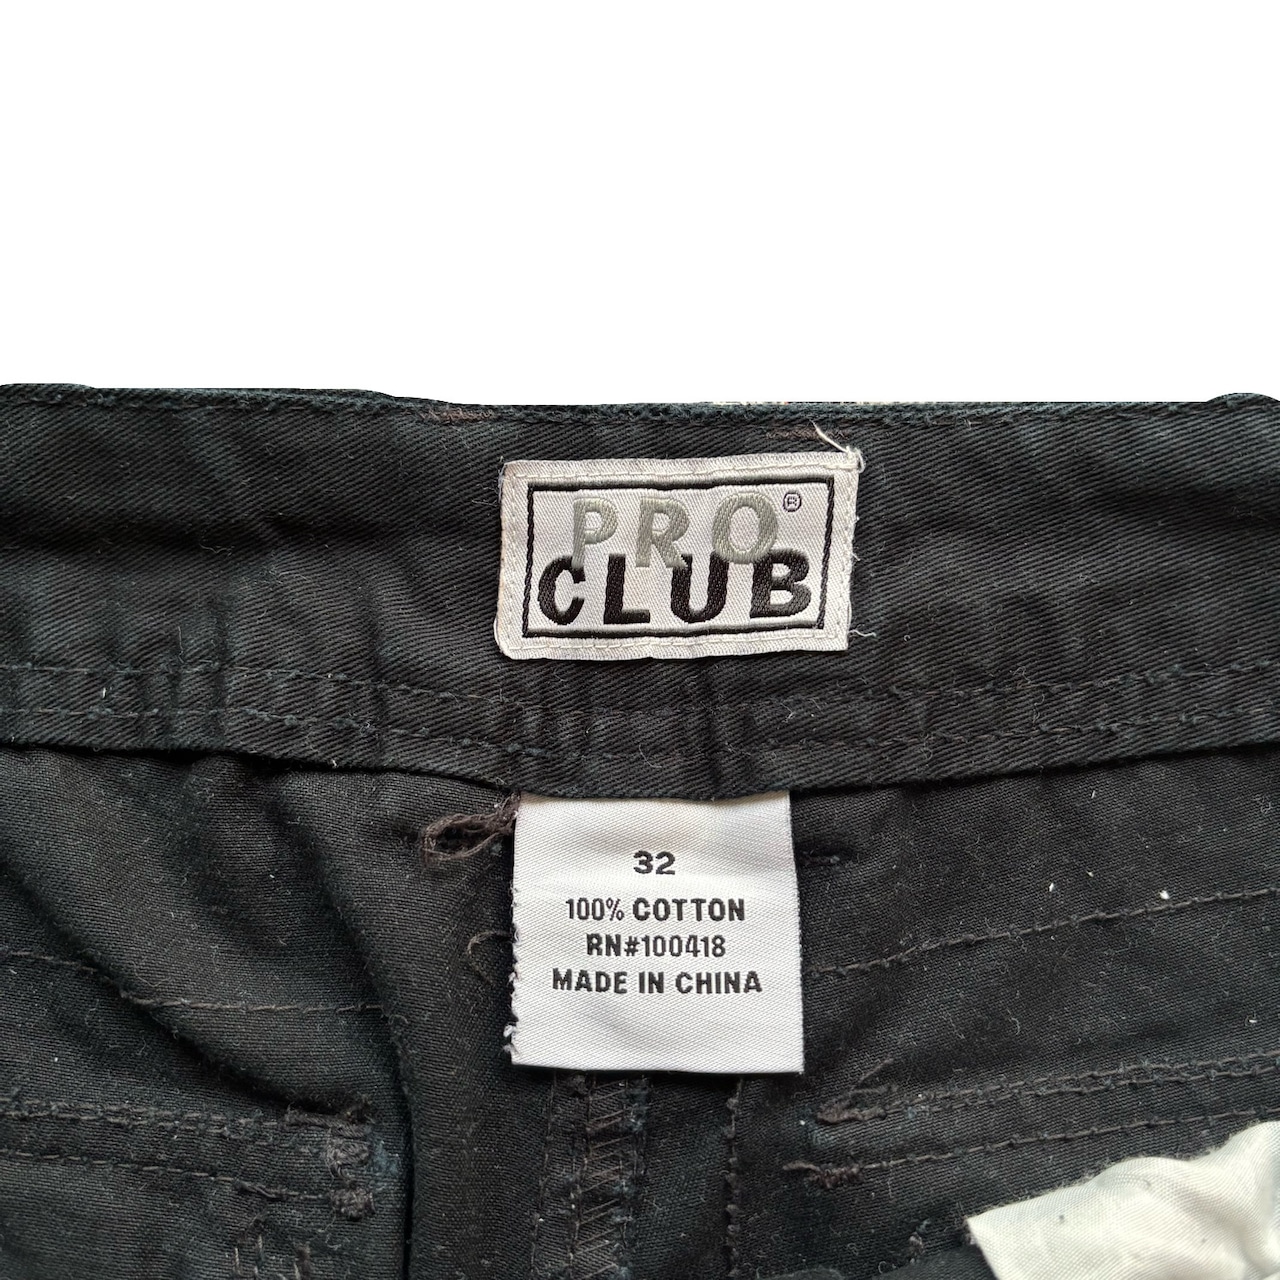 PRO®
CLUB
32
100% COTTON
RN#100418
MADE IN CHINA